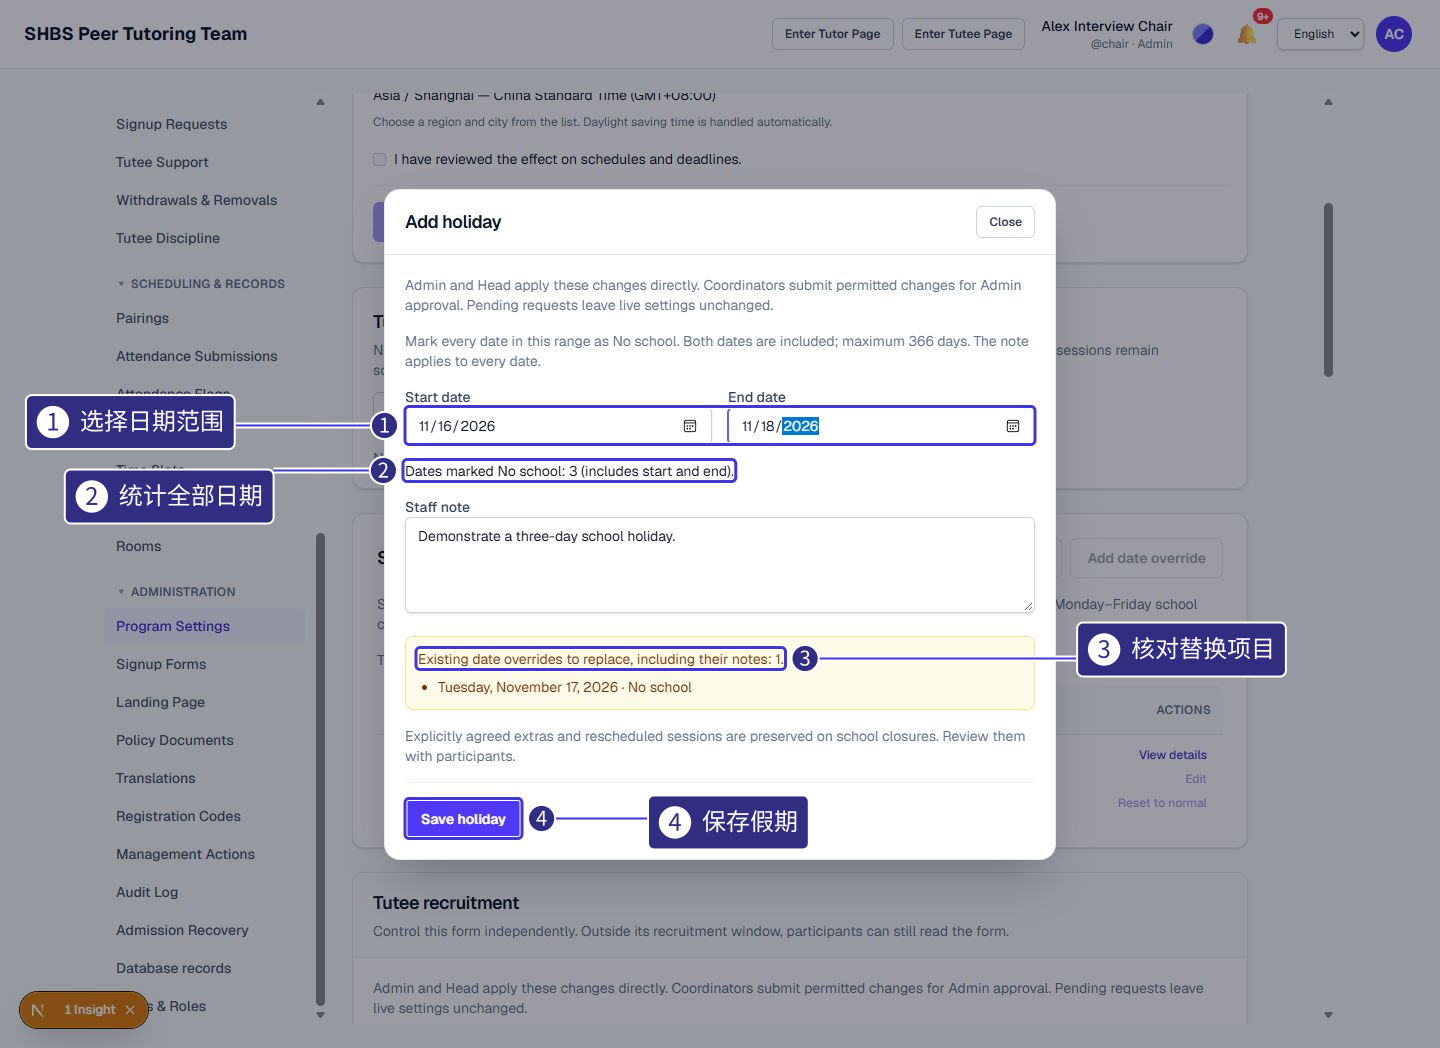 SHBS Peer Tutoring Team
Enter Tutor Page
Enter Tutee Page
Alex Interview Chair
@chair · Admin
9+
English
AC
Signup Requests
Tutee Support
Withdrawals & Removals
Tutee Discipline
SCHEDULING & RECORDS
Pairings
Attendance Submissions
Rooms
ADMINISTRATION
Program Settings
Signup Forms
Landing Page
Policy Documents
Translations
Registration Codes
Management Actions
Audit Log
Admission Recovery
Database records
s & Roles
1 Insight
Asia / Shanghai — China Standard Time (GMT+08:00)
Choose a region and city from the list. Daylight saving time is handled automatically.
I have reviewed the effect on schedules and deadlines.
sessions remain
Add date override
Monday–Friday school
ACTIONS
View details
Edit
Reset to normal
Add holiday
Close
Admin and Head apply these changes directly. Coordinators submit permitted changes for Admin
approval. Pending requests leave live settings unchanged.
Mark every date in this range as No school. Both dates are included; maximum 366 days. The note
applies to every date.
Start date
End date
11/16/2026
11/18/2026
1 选择日期范围
1
Dates marked No school: 3 (includes start and end).
2 统计全部日期
2
Staff note
Demonstrate a three-day school holiday.
Existing date overrides to replace, including their notes: 1.
3
3 核对替换项目
Tuesday, November 17, 2026 · No school
Explicitly agreed extras and rescheduled sessions are preserved on school closures. Review them
with participants.
Save holiday
4
4 保存假期
Tutee recruitment
Control this form independently. Outside its recruitment window, participants can still read the form.
Admin and Head apply these changes directly. Coordinators submit permitted changes for Admin approval. Pending requests leave
live settings unchanged.